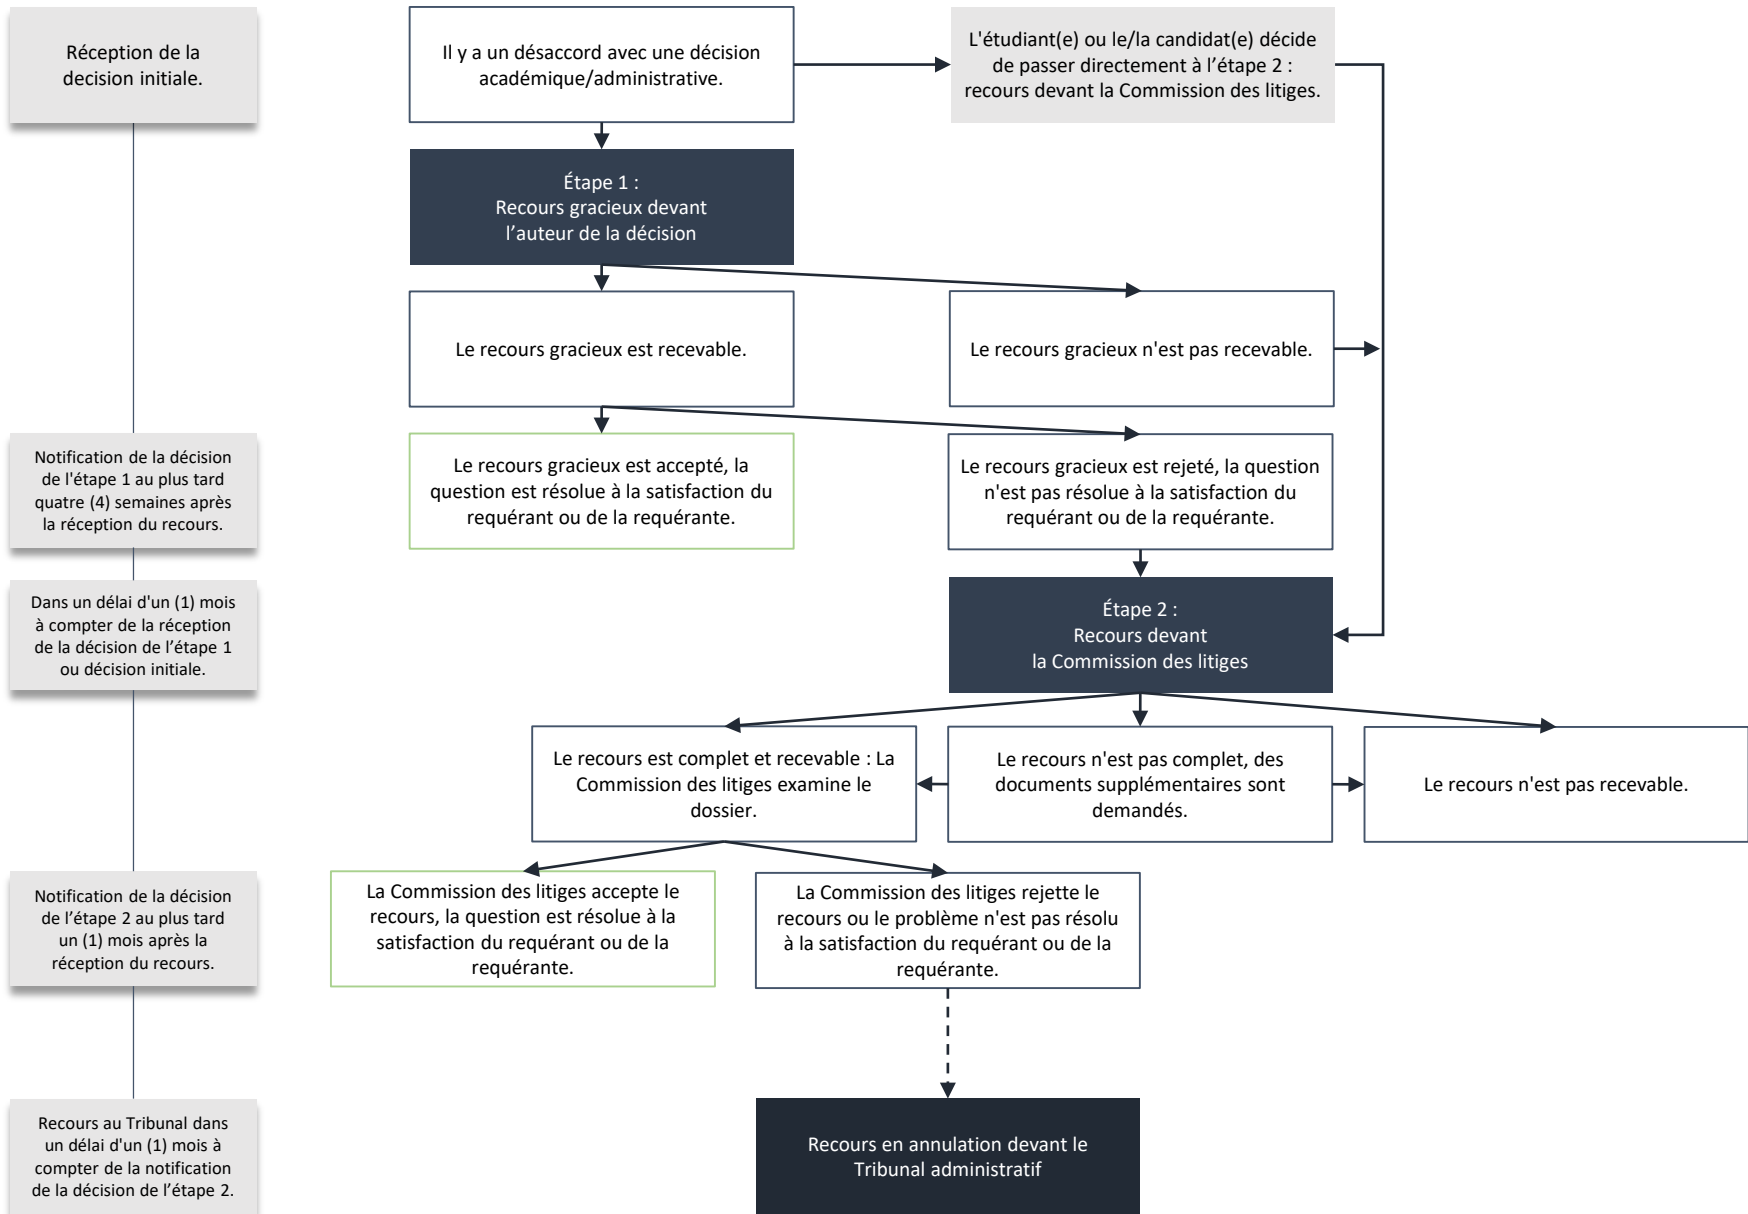 Réception de la
decision initiale.
Il y a un désaccord avec une décision
académique/administrative.
L'étudiant(e) ou le/la candidat(e) décide
de passer directement à l’étape 2 :
recours devant la Commission des litiges.
Étape 1 :
Recours gracieux devant
l’auteur de la décision
Le recours gracieux est recevable.
Le recours gracieux n'est pas recevable.
Notification de la décision
de l'étape 1 au plus tard
quatre (4) semaines après
la réception du recours.
Le recours gracieux est accepté, la
question est résolue à la satisfaction du
requérant ou de la requérante.
Le recours gracieux est rejeté, la question
n'est pas résolue à la satisfaction du
requérant ou de la requérante.
Dans un délai d'un (1) mois
à compter de la réception
de la décision de l’étape 1
ou décision initiale.
Étape 2 :
Recours devant
la Commission des litiges
Le recours est complet et recevable : La
Commission des litiges examine le
dossier.
Le recours n'est pas complet, des
documents supplémentaires sont
demandés.
Le recours n'est pas recevable.
Notification de la décision
de l’étape 2 au plus tard
un (1) mois après la
réception du recours.
La Commission des litiges accepte le
recours, la question est résolue à la
satisfaction du requérant ou de la
requérante.
La Commission des litiges rejette le
recours ou le problème n'est pas résolu
à la satisfaction du requérant ou de la
requérante.
Recours au Tribunal dans
un délai d'un (1) mois à
compter de la notification
de la décision de l’étape 2.
Recours en annulation devant le
Tribunal administratif